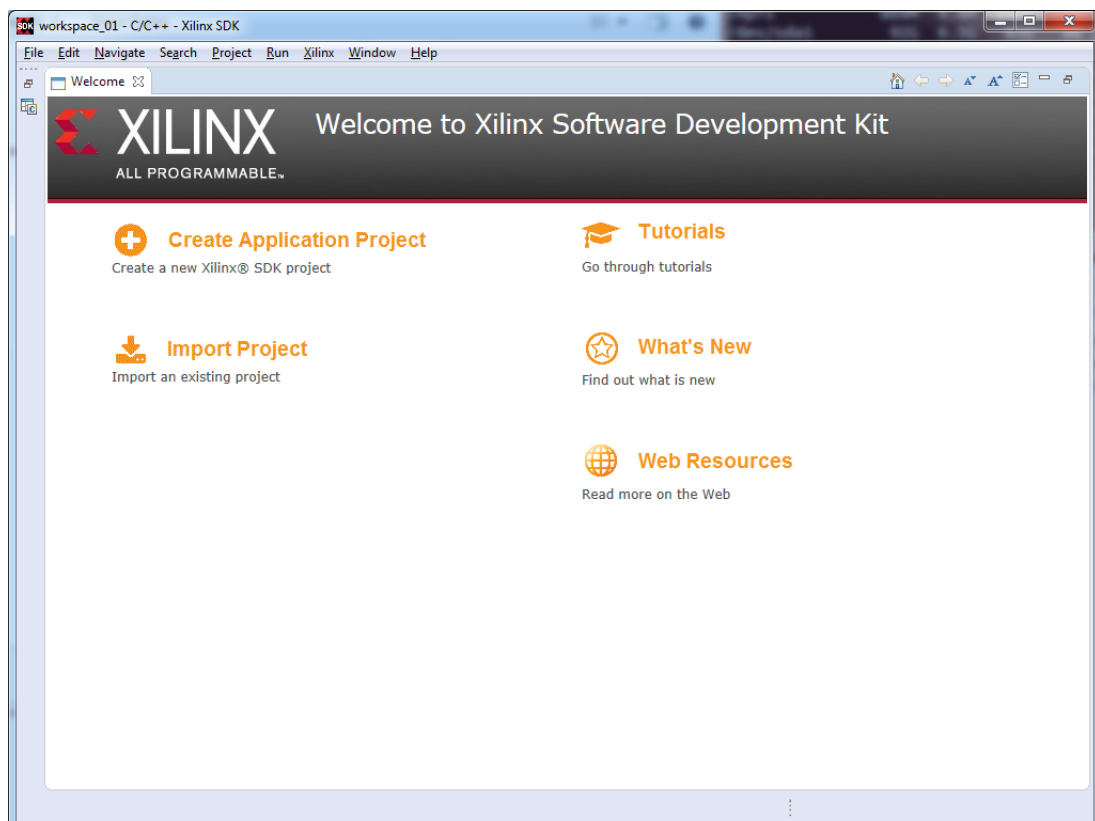 SDK workspace_01 - C/C++ - Xilinx SDK
File Edit Navigate Search Project Run Xilinx Window Help
Welcome
XILINX
ALL PROGRAMMABLE™
Welcome to Xilinx Software Development Kit
Create Application Project
Create a new Xilinx® SDK project
Import Project
Import an existing project
Tutorials
Go through tutorials
What's New
Find out what is new
Web Resources
Read more on the Web